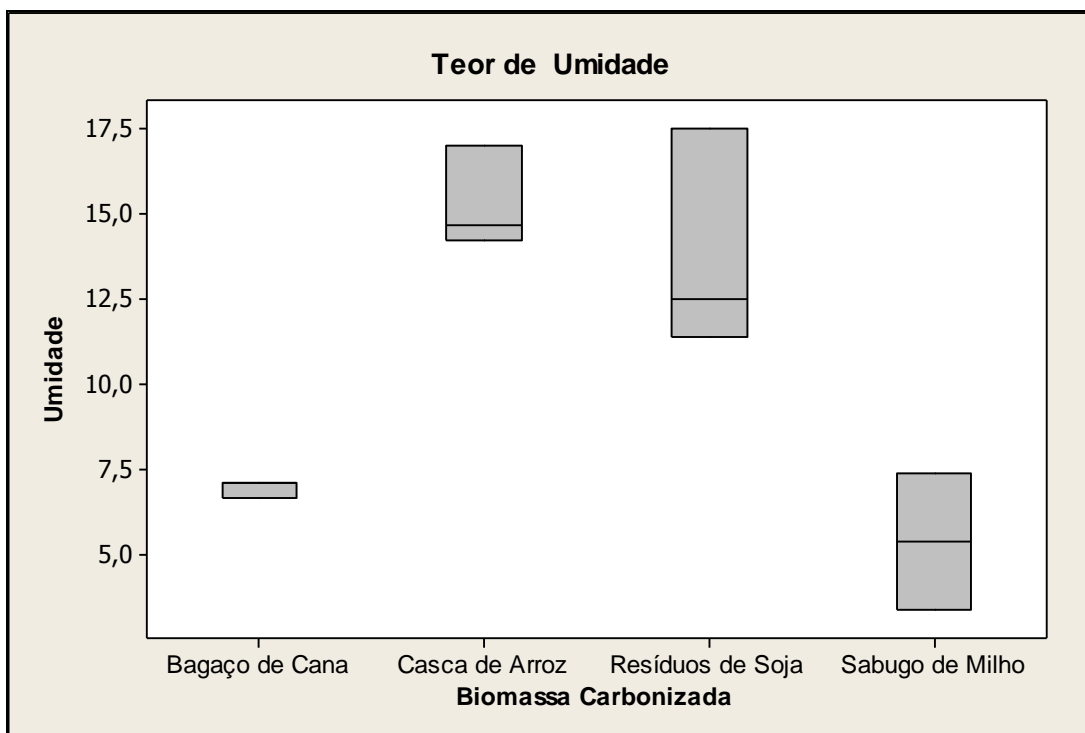 Teor de Umidade
Umidade
17,5
15,0
12,5
10,0
7,5
5,0
Bagaço de Cana
Casca de Arroz
Resíduos de Soja
Sabugo de Milho
Biomassa Carbonizada